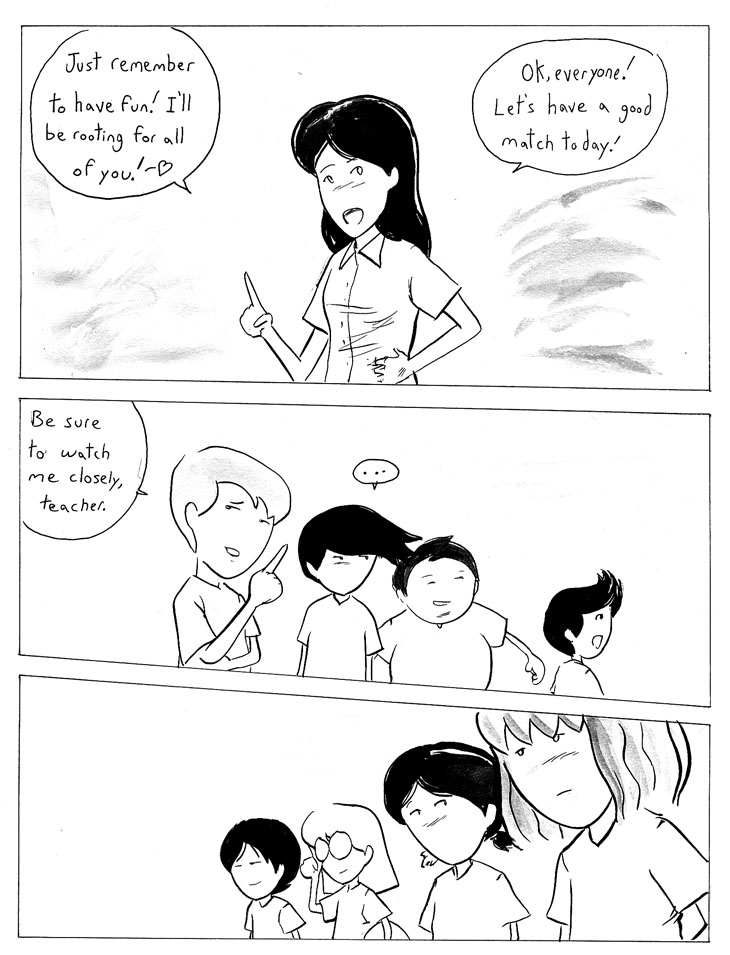 OK, everyone!
Let's have a good
match today!
Just remember
to have fun! I'll
be rooting for all
of you!~♡
...
Be sure
to watch
me closely,
teacher.